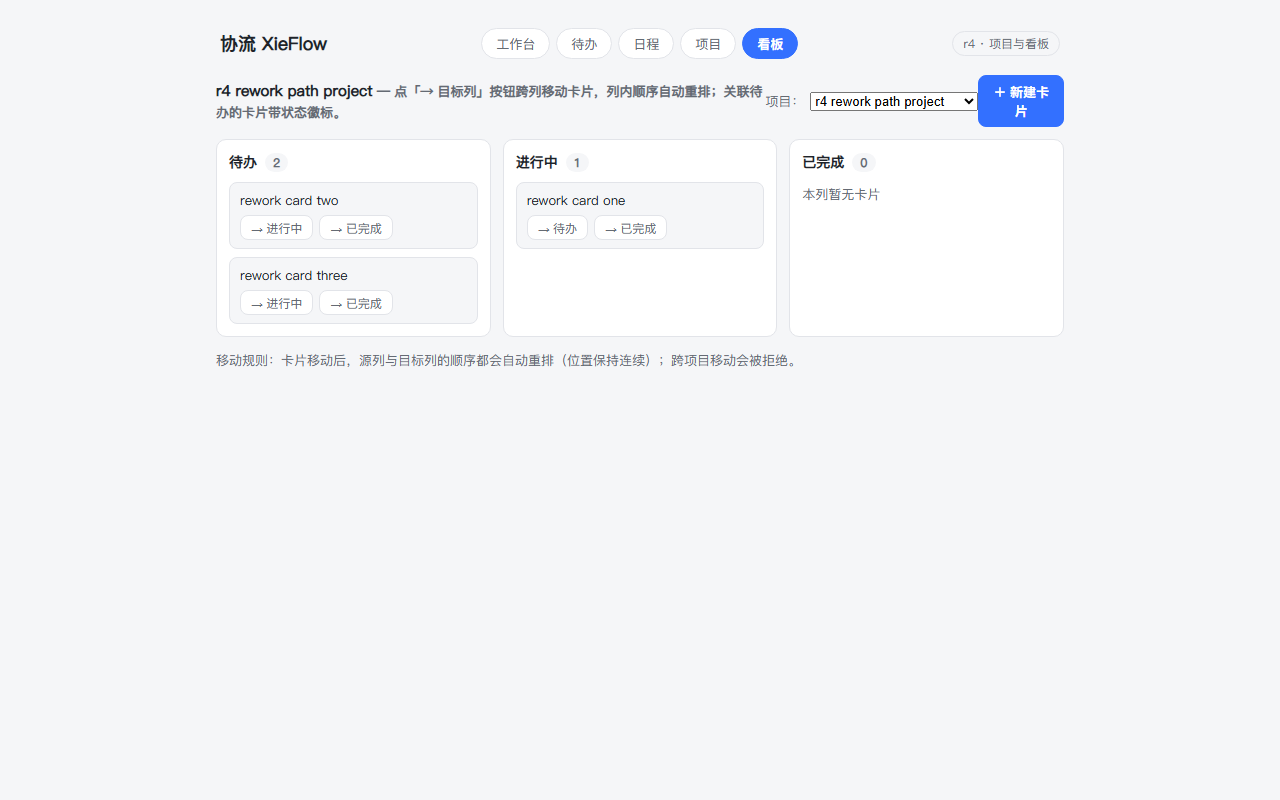 协流 XieFlow
工作台
待办
日程
项目
看板
r4 · 项目与看板
r4 rework path project — 点「→ 目标列」按钮跨列移动卡片，列内顺序自动重排；关联待
办的卡片带状态徽标。
项目：
r4 rework path project
＋ 新建卡
片
待办 2
rework card two
→ 进行中
→ 已完成
rework card three
→ 进行中
→ 已完成
进行中 1
rework card one
→ 待办
→ 已完成
已完成 0
本列暂无卡片
移动规则：卡片移动后，源列与目标列的顺序都会自动重排（位置保持连续）；跨项目移动会被拒绝。